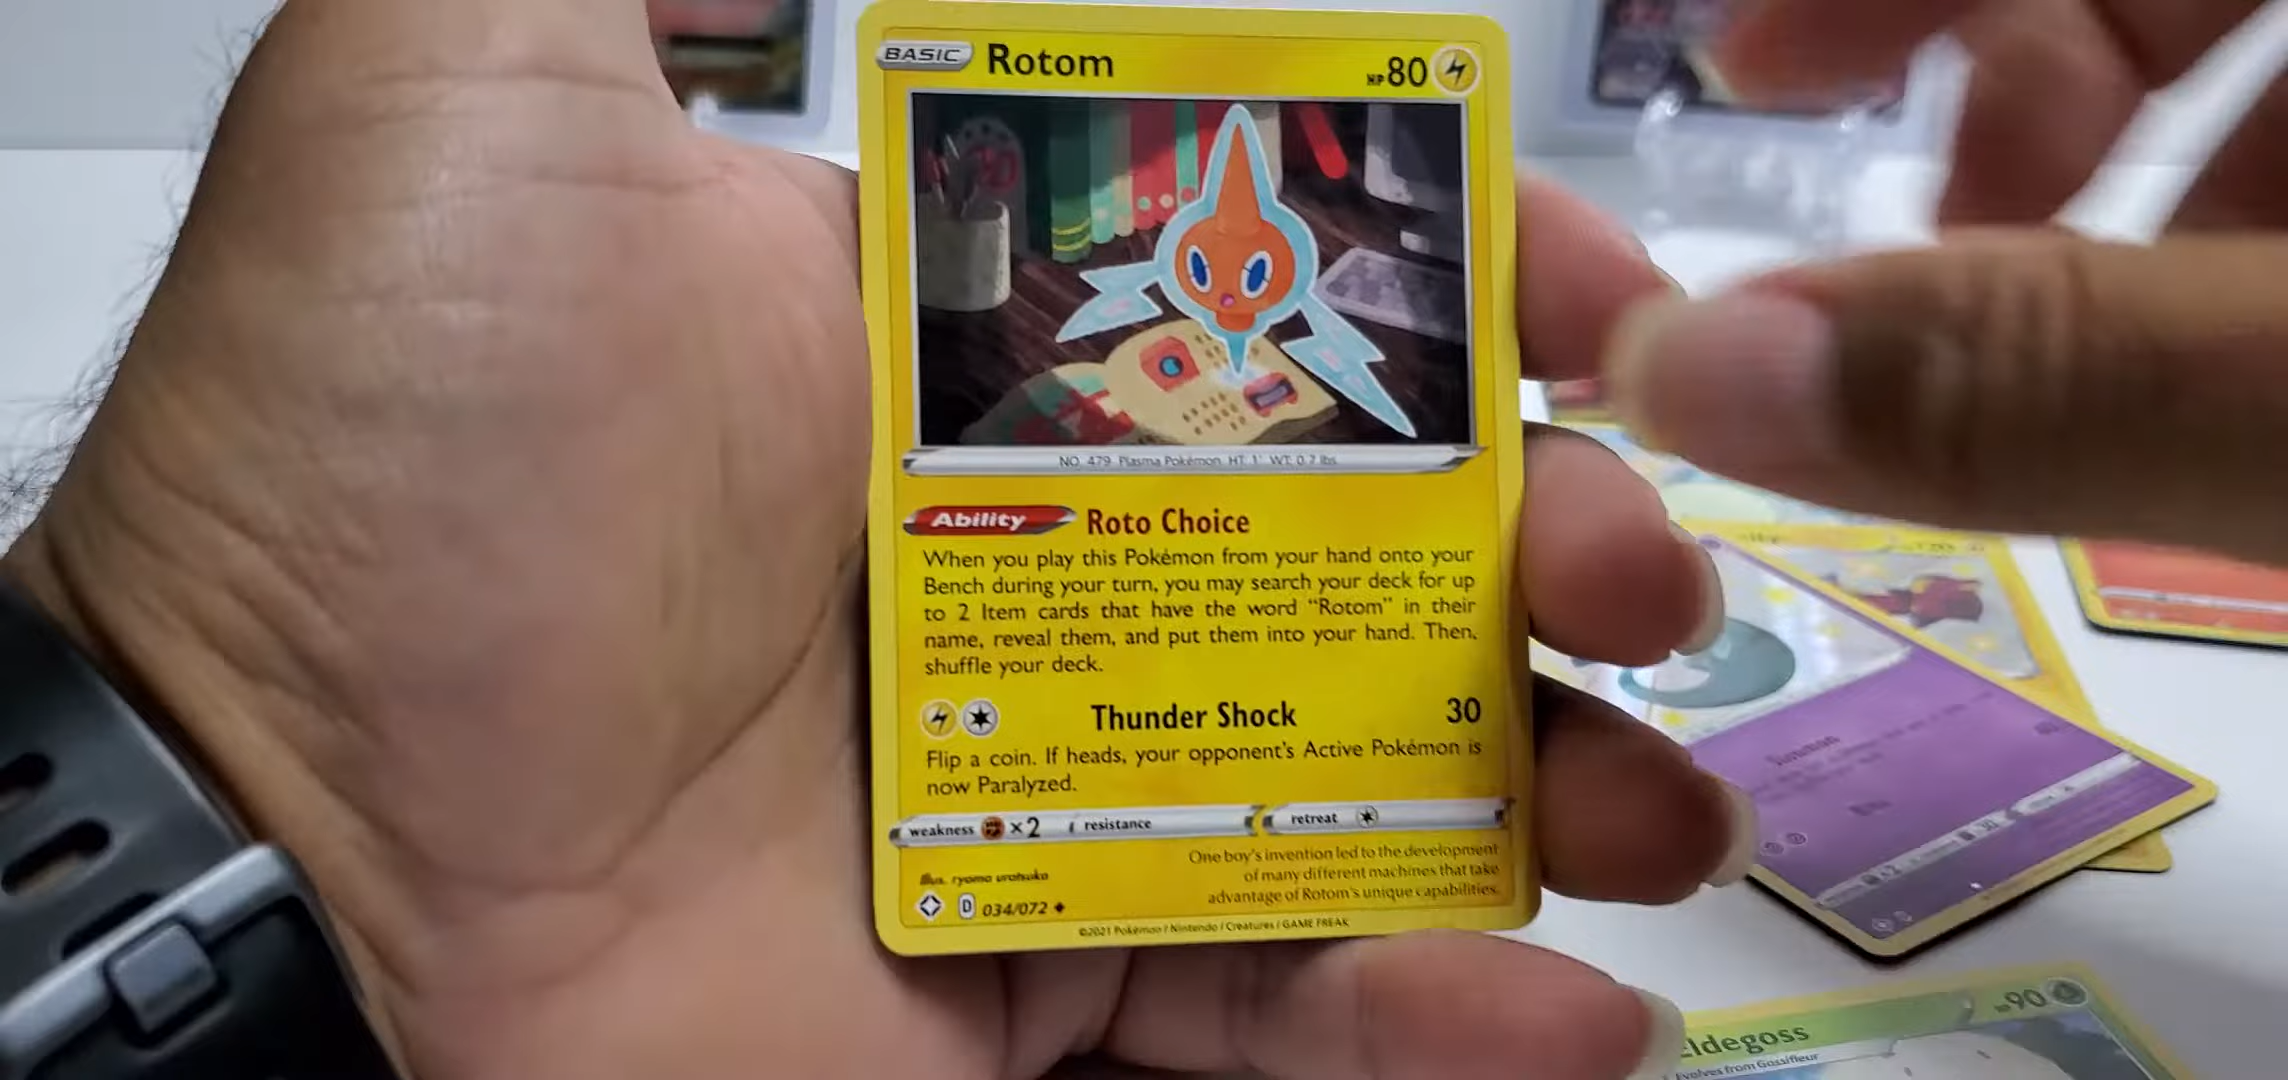 BASIC Rotom HP 80
NO. 479 Plasma Pokémon HT: 1' WT: 0.7 lbs.
Ability Roto Choice
When you play this Pokémon from your hand onto your
Bench during your turn, you may search your deck for up
to 2 Item cards that have the word “Rotom” in their
name, reveal them, and put them into your hand. Then,
shuffle your deck.
Thunder Shock 30
Flip a coin. If heads, your opponent's Active Pokémon is
now Paralyzed.
weakness ×2 resistance retreat
Illus. ryoma uratsuka
One boy's invention led to the development
of many different machines that take
advantage of Rotom's unique capabilities.
D 034/072
©2021 Pokémon / Nintendo / Creatures / GAME FREAK
30
Eldegoss HP 90
Evolves from Gossifleur